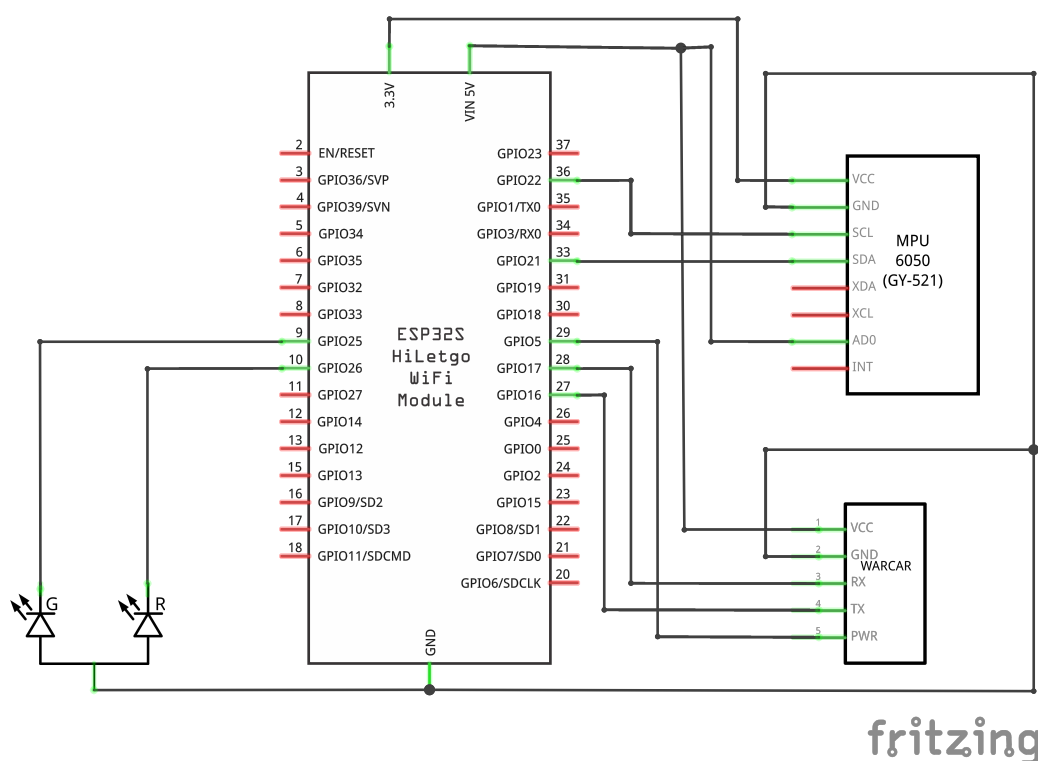 3.3V
VIN 5V
2 EN/RESET
3 GPIO36/SVP
4 GPIO39/SVN
5 GPIO34
6 GPIO35
7 GPIO32
8 GPIO33
9 GPIO25
10 GPIO26
11 GPIO27
12 GPIO14
13 GPIO12
15 GPIO13
16 GPIO9/SD2
17 GPIO10/SD3
18 GPIO11/SDCMD
ESP32S
HiLetgo
WiFi
Module
GPIO23 37
GPIO22 36
GPIO1/TX0 35
GPIO3/RX0 34
GPIO21 33
GPIO19 31
GPIO18 30
GPIO5 29
GPIO17 28
GPIO16 27
GPIO4 26
GPIO0 25
GPIO2 24
GPIO15 23
GPIO8/SD1 22
GPIO7/SD0 21
GPIO6/SDCLK 20
GND
VCC
GND
SCL
SDA
XDA
XCL
AD0
INT
MPU
6050
(GY-521)
1 VCC
2 GND
3 RX
4 TX
5 PWR
WARCAR
G
R
fritzing